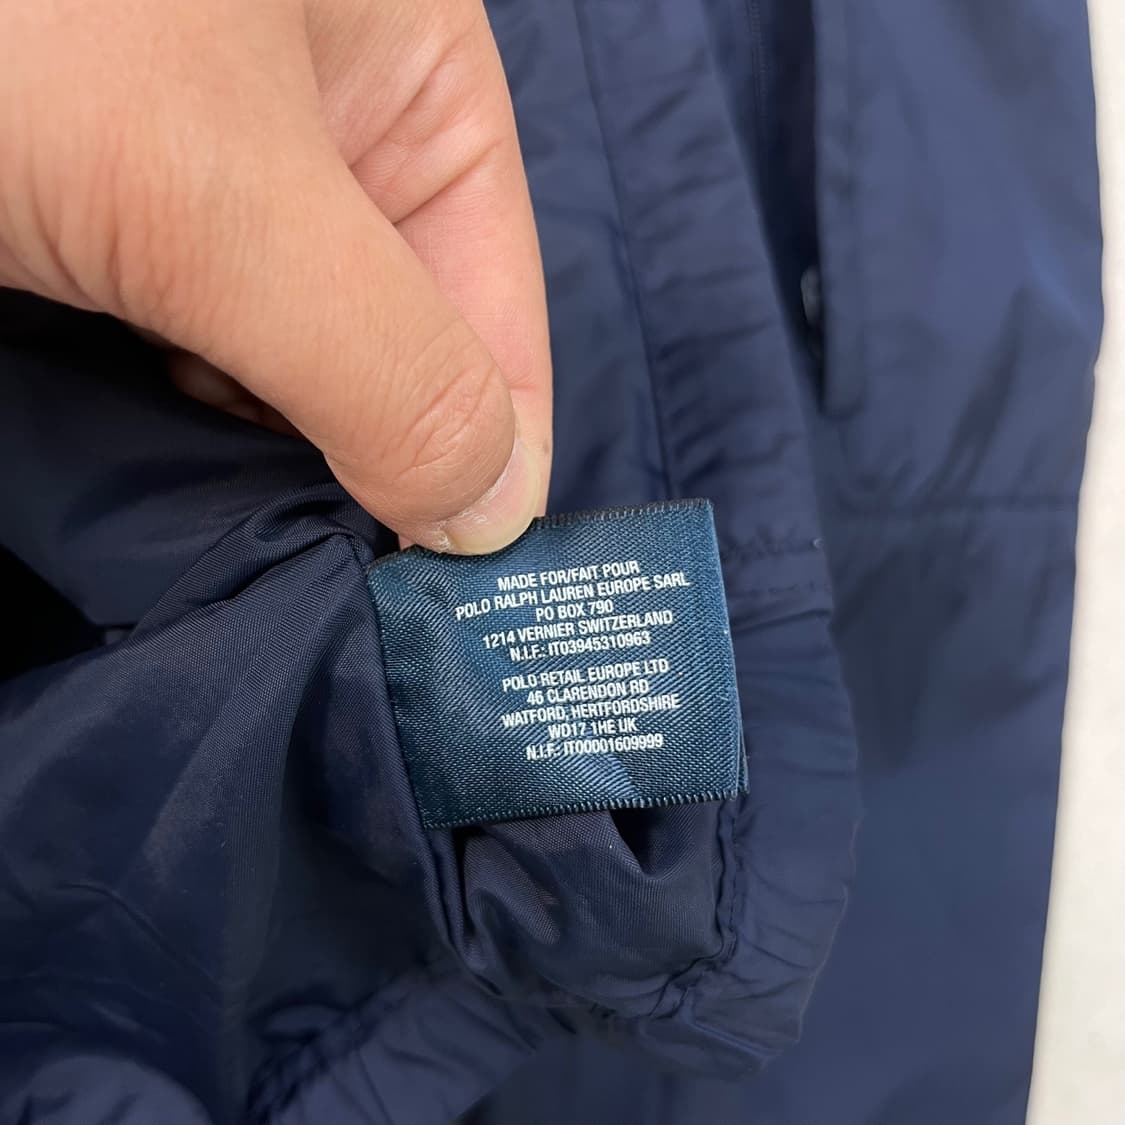 MADE FOR/FAIT POUR
POLO RALPH LAUREN EUROPE SARL
PO BOX 790
1214 VERNIER SWITZERLAND
N.I.F.: IT03945310963
POLO RETAIL EUROPE LTD
46 CLARENDON RD
WATFORD, HERTFORDSHIRE
WD17 1HE UK
N.I.F.: IT00001609999